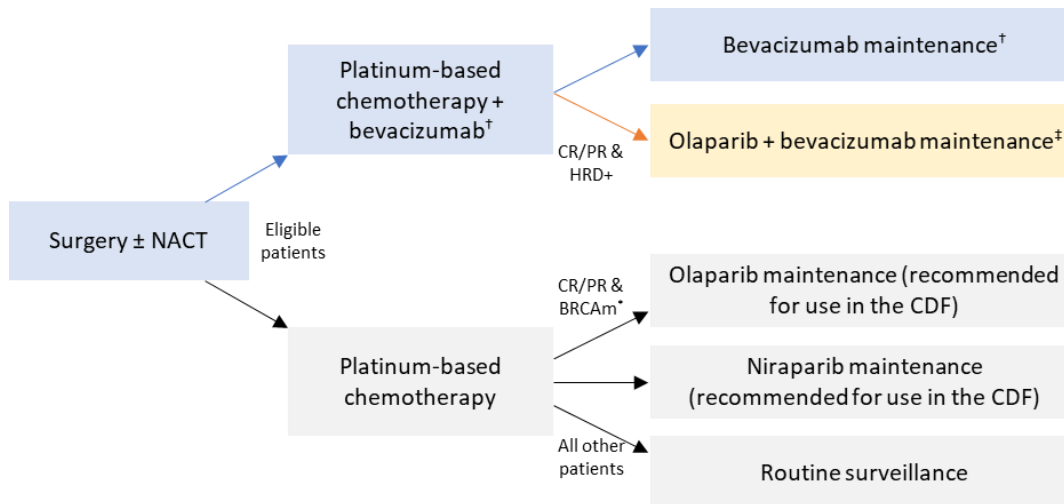 Surgery ± NACT
Eligible
patients
Platinum-based
chemotherapy +
bevacizumab†
CR/PR &
HRD+
Bevacizumab maintenance†
Olaparib + bevacizumab maintenance‡
Platinum-based
chemotherapy
CR/PR &
BRCAm*
All other
patients
Olaparib maintenance (recommended
for use in the CDF)
Niraparib maintenance
(recommended for use in the CDF)
Routine surveillance